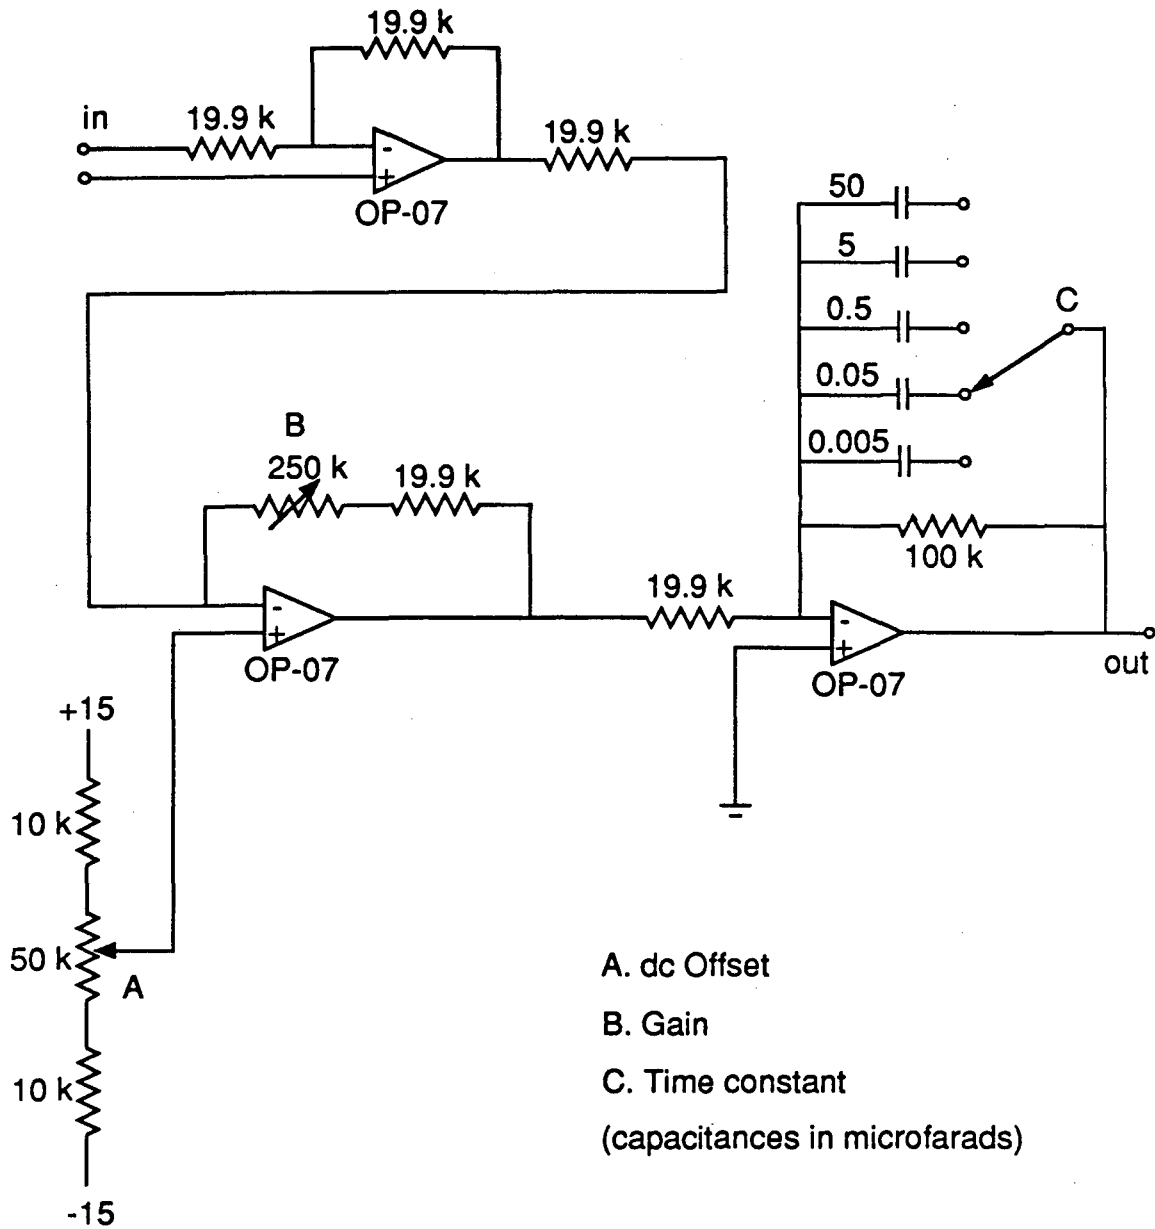 19.9 k
in
19.9 k
19.9 k
-
+
OP-07
50
5
0.5
C
0.05
0.005
B
250 k
19.9 k
100 k
19.9 k
-
+
OP-07
-
+
OP-07
out
+15
10 k
50 k
A
10 k
-15
A. dc Offset
B. Gain
C. Time constant
(capacitances in microfarads)